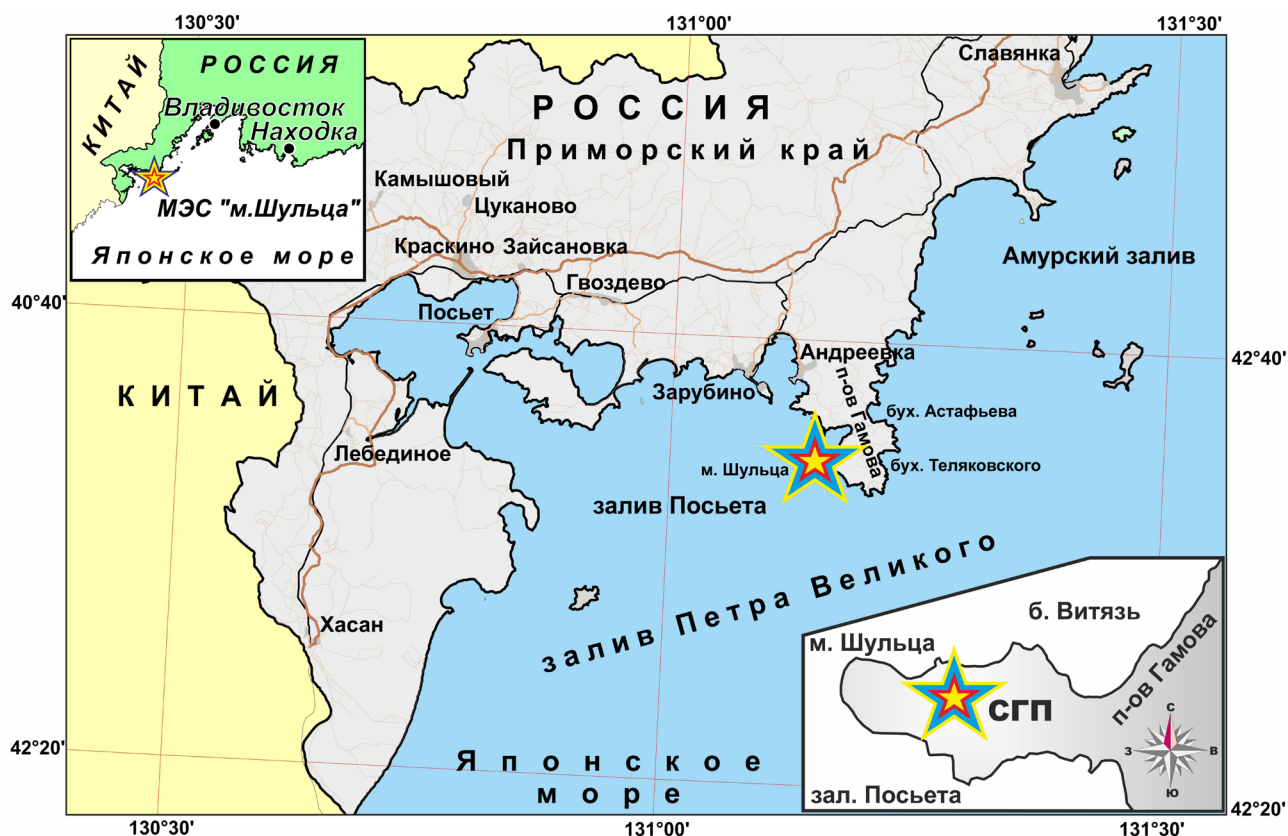 130°30'
131°00'
131°30'
РОССИЯ
КИТАЙ
Владивосток
Находка
МЭС "м.Шульца"
Японское море
Славянка
РОССИЯ
Приморский край
Камышовый
Цуканово
Краскино
Зайсановка
Амурский залив
Гвоздево
40°40'
Посьет
Андреевка
42°40'
КИТАЙ
Зарубино
п-ов Гамова
бух. Астафьева
Лебединое
м. Шульца
бух. Теляковского
залив Посьета
залив Петра Великого
Хасан
б. Витязь
м. Шульца
п-ов Гамова
СГП
с
з
в
ю
зал. Посьета
42°20'
Японское
море
42°20'
130°30'
131°00'
131°30'